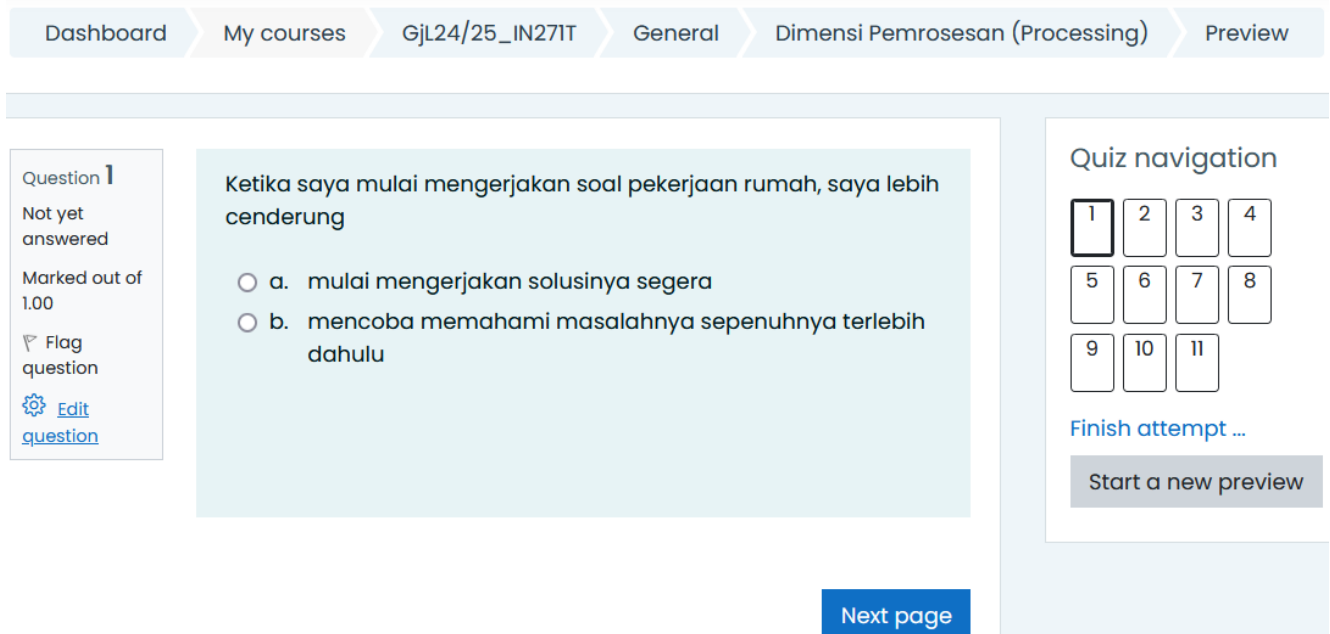 Dashboard My courses GjL24/25_IN271T General Dimensi Pemrosesan (Processing) Preview
Question 1
Not yet
answered
Marked out of
1.00
Flag
question
Edit
question
Ketika saya mulai mengerjakan soal pekerjaan rumah, saya lebih
cenderung
a. mulai mengerjakan solusinya segera
b. mencoba memahami masalahnya sepenuhnya terlebih
dahulu
Next page
Quiz navigation
1 2 3 4
5 6 7 8
9 10 11
Finish attempt ...
Start a new preview